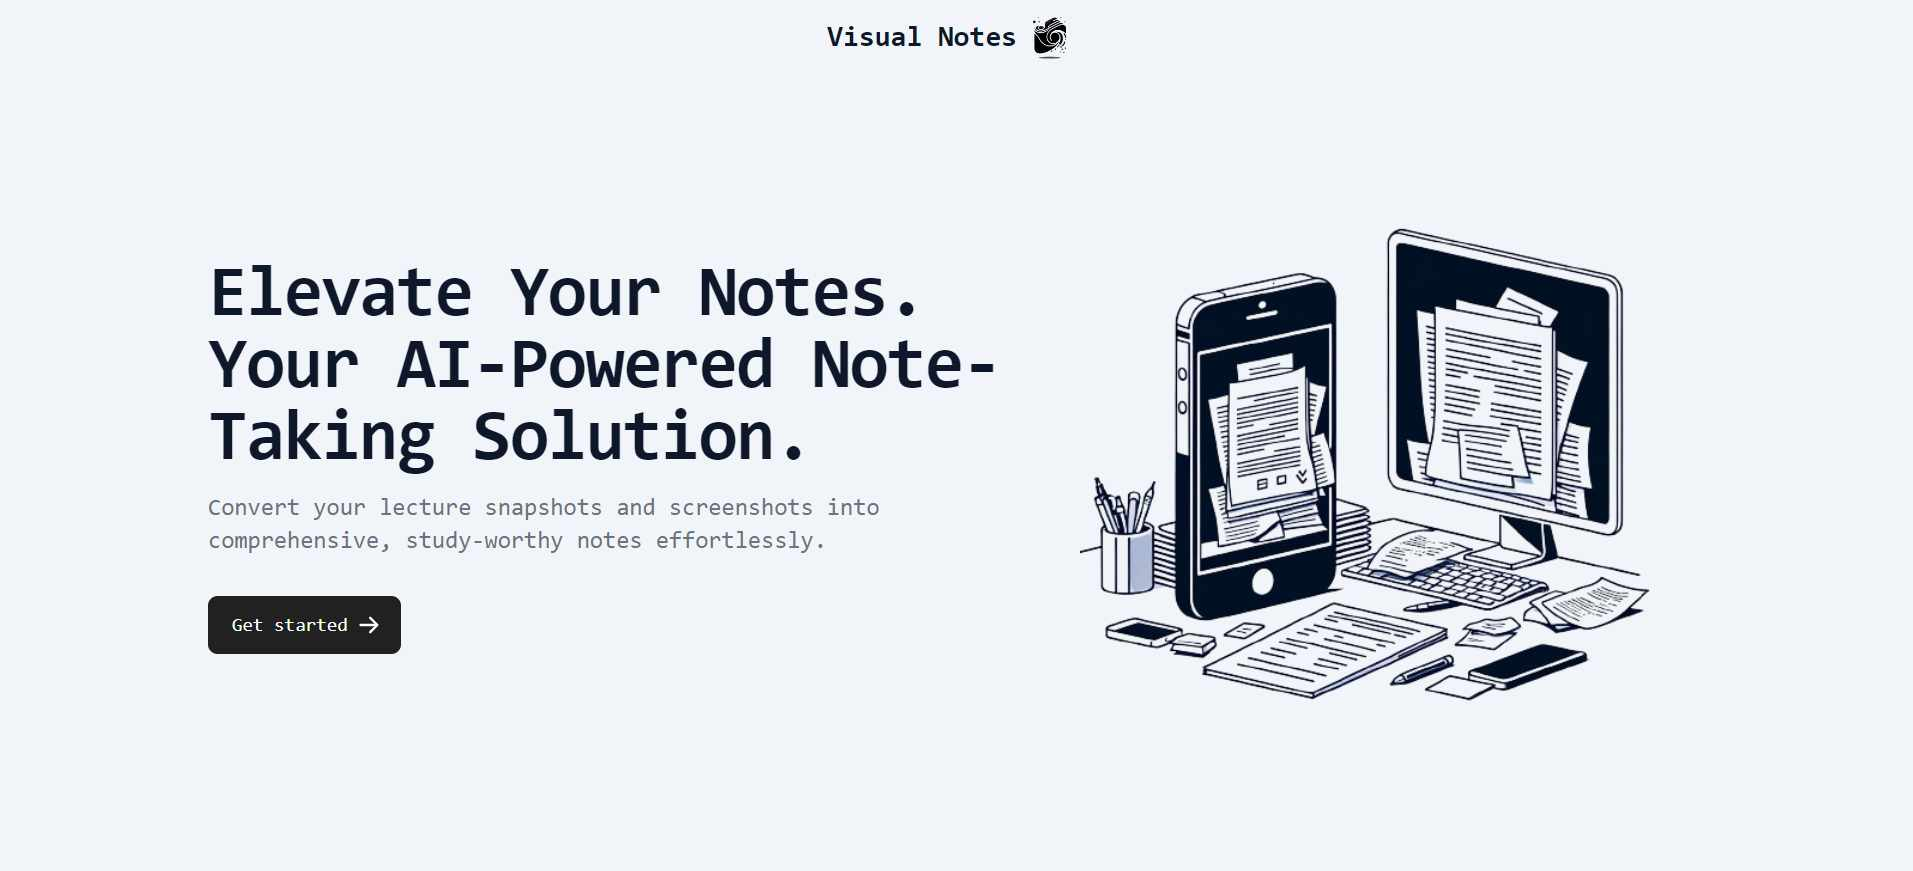 Visual Notes
Elevate Your Notes.
Your AI-Powered Note-
Taking Solution.
Convert your lecture snapshots and screenshots into
comprehensive, study-worthy notes effortlessly.
Get started